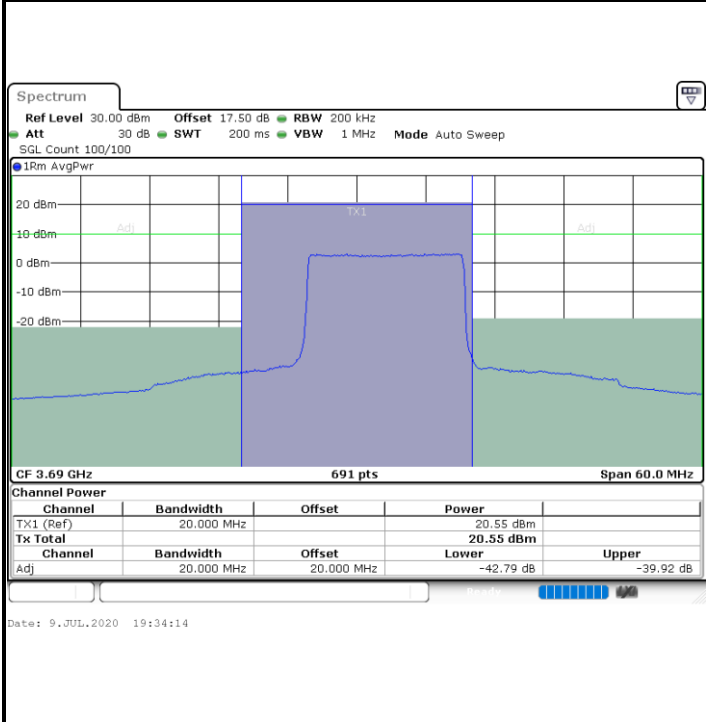 Spectrum
Ref Level 30.00 dBm Offset 17.50 dB RBW 200 kHz
Att 30 dB SWT 200 ms VBW 1 MHz Mode Auto Sweep
SGL Count 100/100
1Rm AvgPwr
20 dBm
TX1
Adj Adj
10 dBm
0 dBm
-10 dBm
-20 dBm
CF 3.69 GHz 691 pts Span 60.0 MHz
Channel Power
Channel Bandwidth Offset Power
TX1 (Ref) 20.000 MHz 20.55 dBm
Tx Total 20.55 dBm
Channel Bandwidth Offset Lower Upper
Adj 20.000 MHz 20.000 MHz -42.79 dB -39.92 dB
Ready
Date: 9.JUL.2020 19:34:14